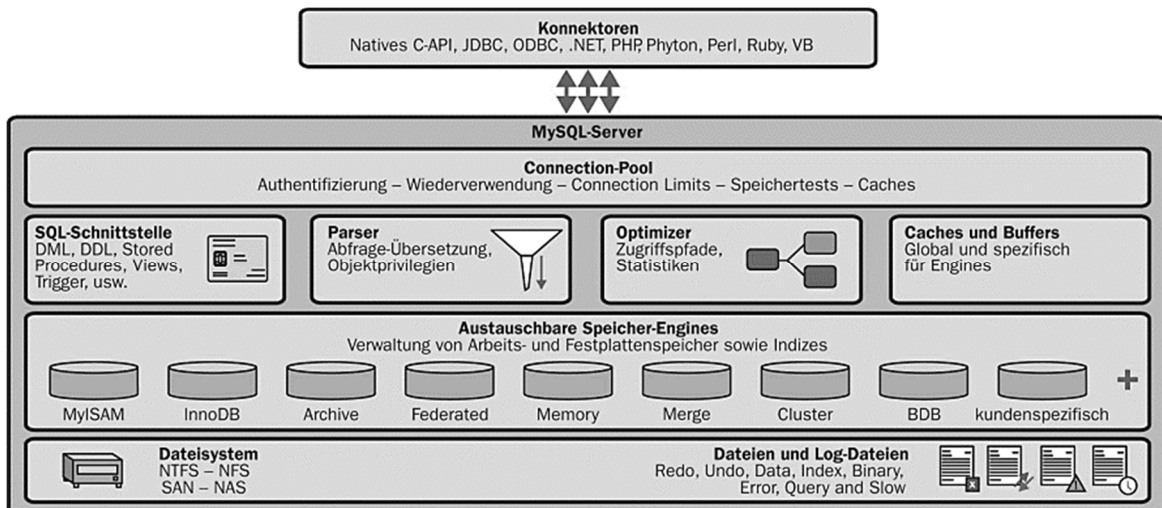 Konnektoren
Natives C-API, JDBC, ODBC, .NET, PHP, Phyton, Perl, Ruby, VB
MySQL-Server
Connection-Pool
Authentifizierung – Wiederverwendung – Connection Limits – Speichertests – Caches
SQL-Schnittstelle
DML, DDL, Stored
Procedures, Views,
Trigger, usw.
Parser
Abfrage-Übersetzung,
Objektprivilegien
Optimizer
Zugriffspfade,
Statistiken
Caches und Buffers
Global und spezifisch
für Engines
Austauschbare Speicher-Engines
Verwaltung von Arbeits- und Festplattenspeicher sowie Indizes
MyISAM
InnoDB
Archive
Federated
Memory
Merge
Cluster
BDB
kundenspezifisch
Dateisystem
NTFS – NFS
SAN – NAS
Dateien und Log-Dateien
Redo, Undo, Data, Index, Binary,
Error, Query and Slow